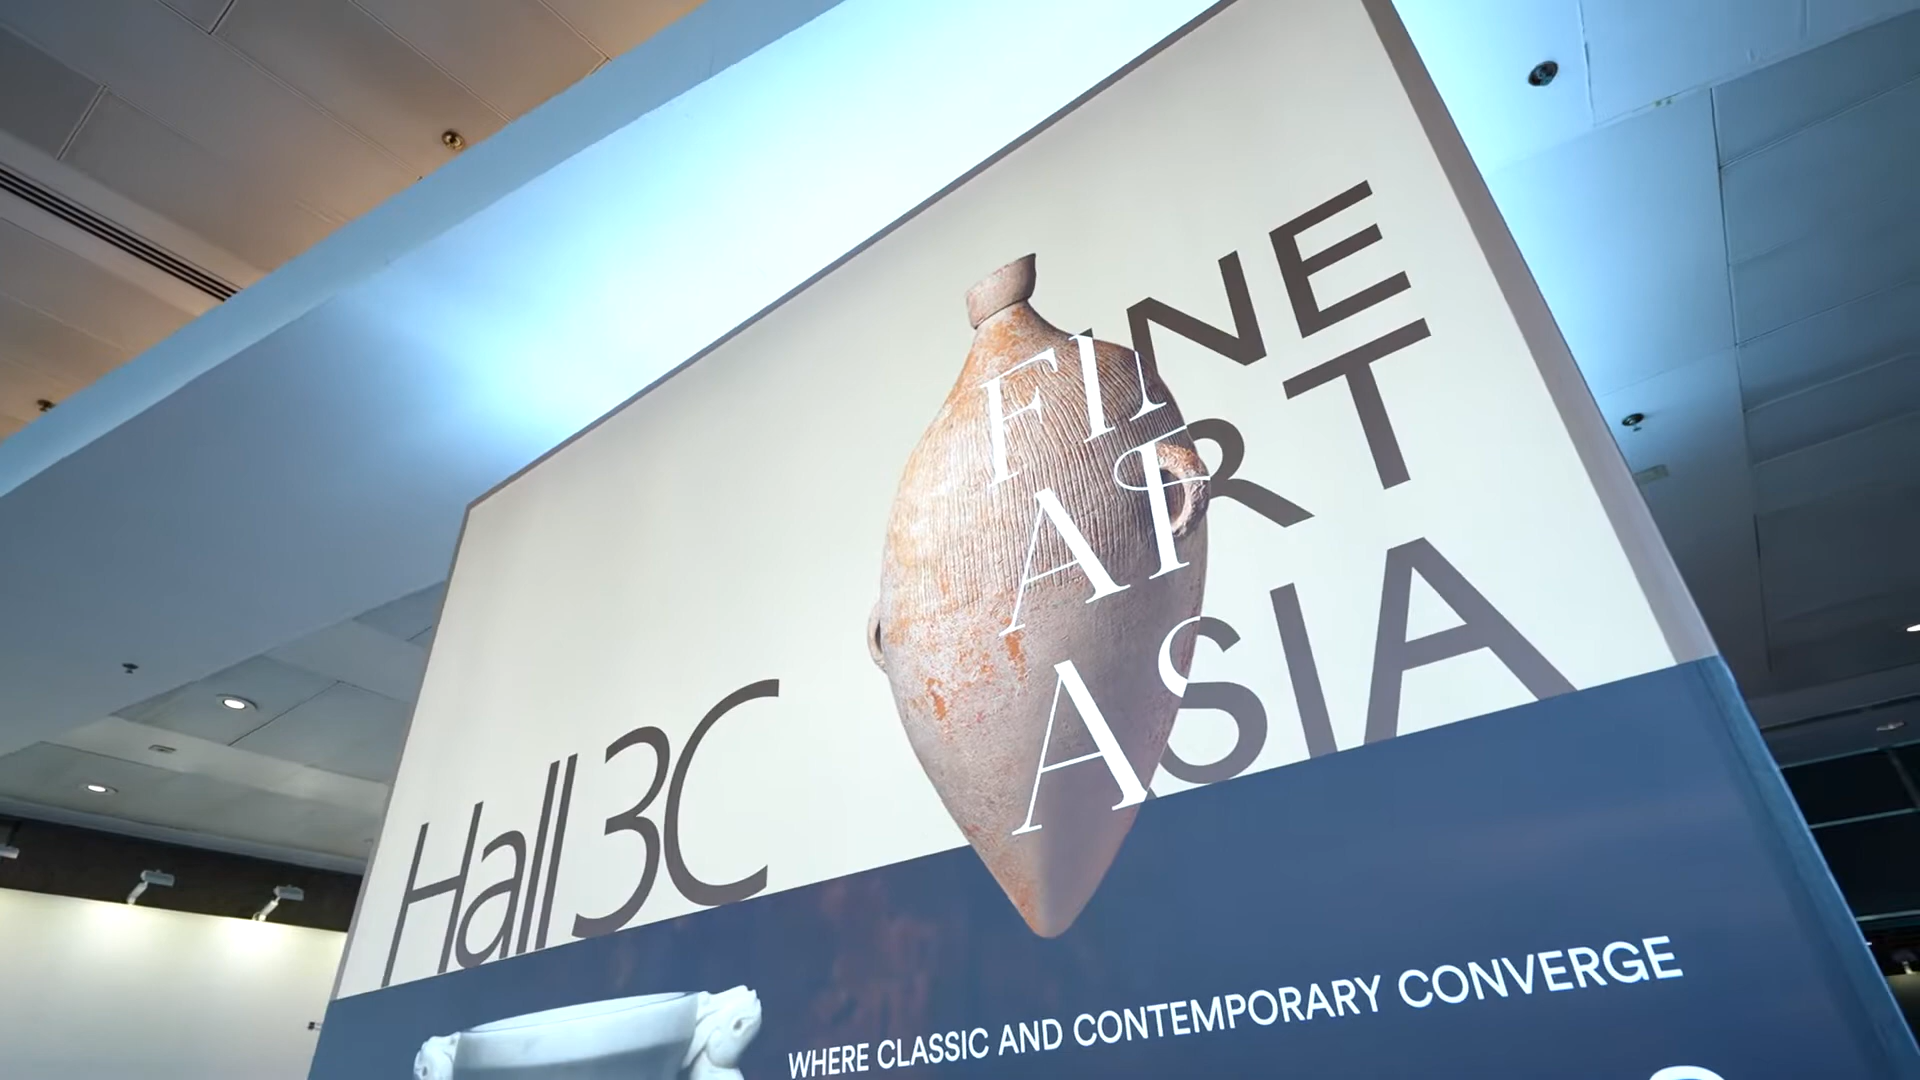 FINE
ART
ASIA
Hall 3C
WHERE CLASSIC AND CONTEMPORARY CONVERGE